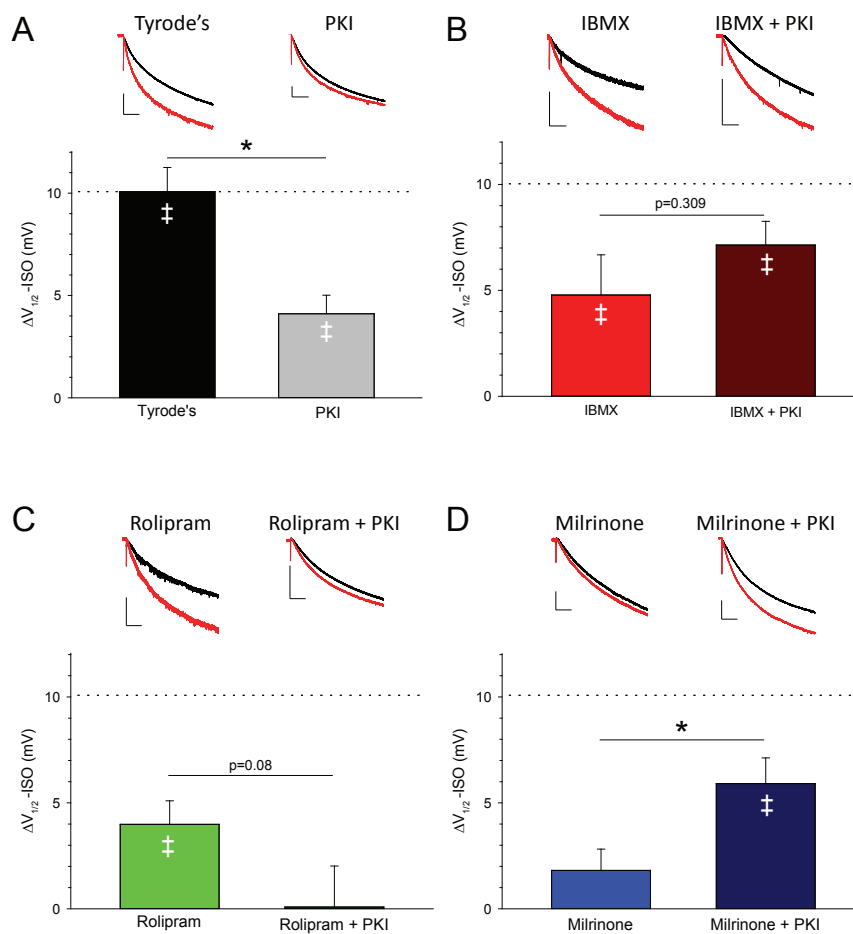 A
Tyrode's
PKI
*
10
5
0
ΔV1/2-ISO (mV)
‡
‡
Tyrode's
PKI
B
IBMX
IBMX + PKI
p=0.309
10
5
0
ΔV1/2-ISO (mV)
‡
‡
IBMX
IBMX + PKI
C
Rolipram
Rolipram + PKI
p=0.08
10
5
0
ΔV1/2-ISO (mV)
‡
Rolipram
Rolipram + PKI
D
Milrinone
Milrinone + PKI
*
10
5
0
ΔV1/2-ISO (mV)
‡
Milrinone
Milrinone + PKI